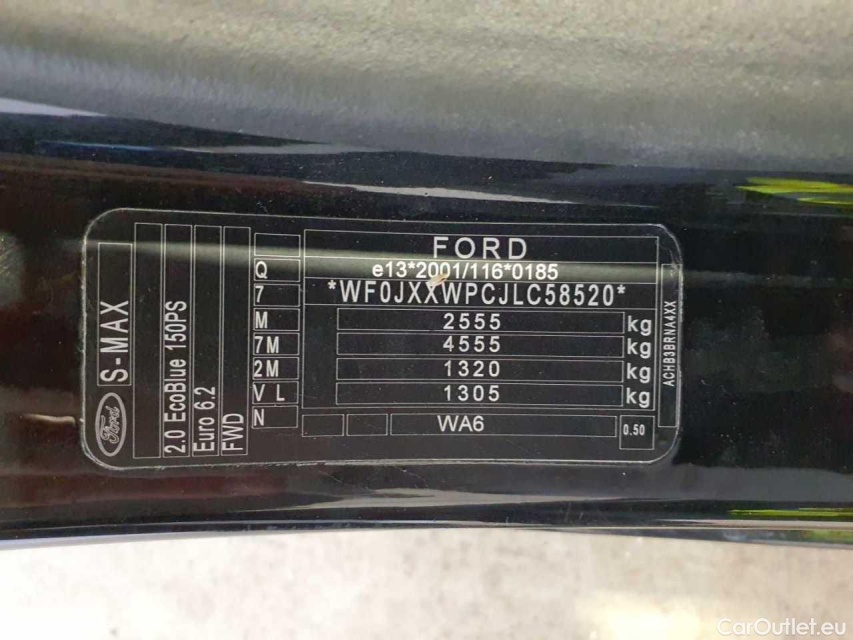 FORD
e13*2001/116*0185
*WF0JXXWPCJLC58520*
2555 kg
4555 kg
1320 kg
1305 kg
WA6
0.50
Q
7
M
7M
2M
V L
N
Ford
S-MAX
2.0 EcoBlue 150PS
Euro 6.2
FWD
ACHB3BRNA4XX
CarOutlet.eu